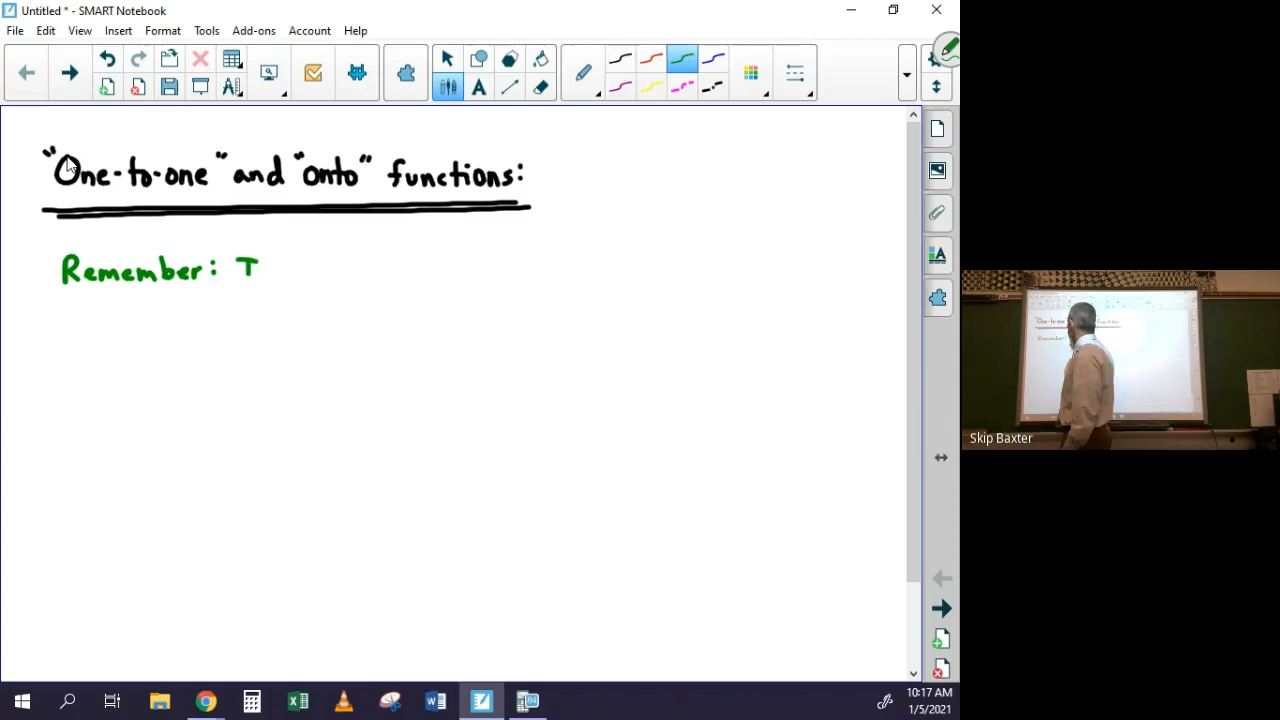 Untitled * - SMART Notebook
File Edit View Insert Format Tools Add-ons Account Help
"One-to-one" and "onto" functions:
Remember: T
Skip Baxter
10:17 AM
1/5/2021